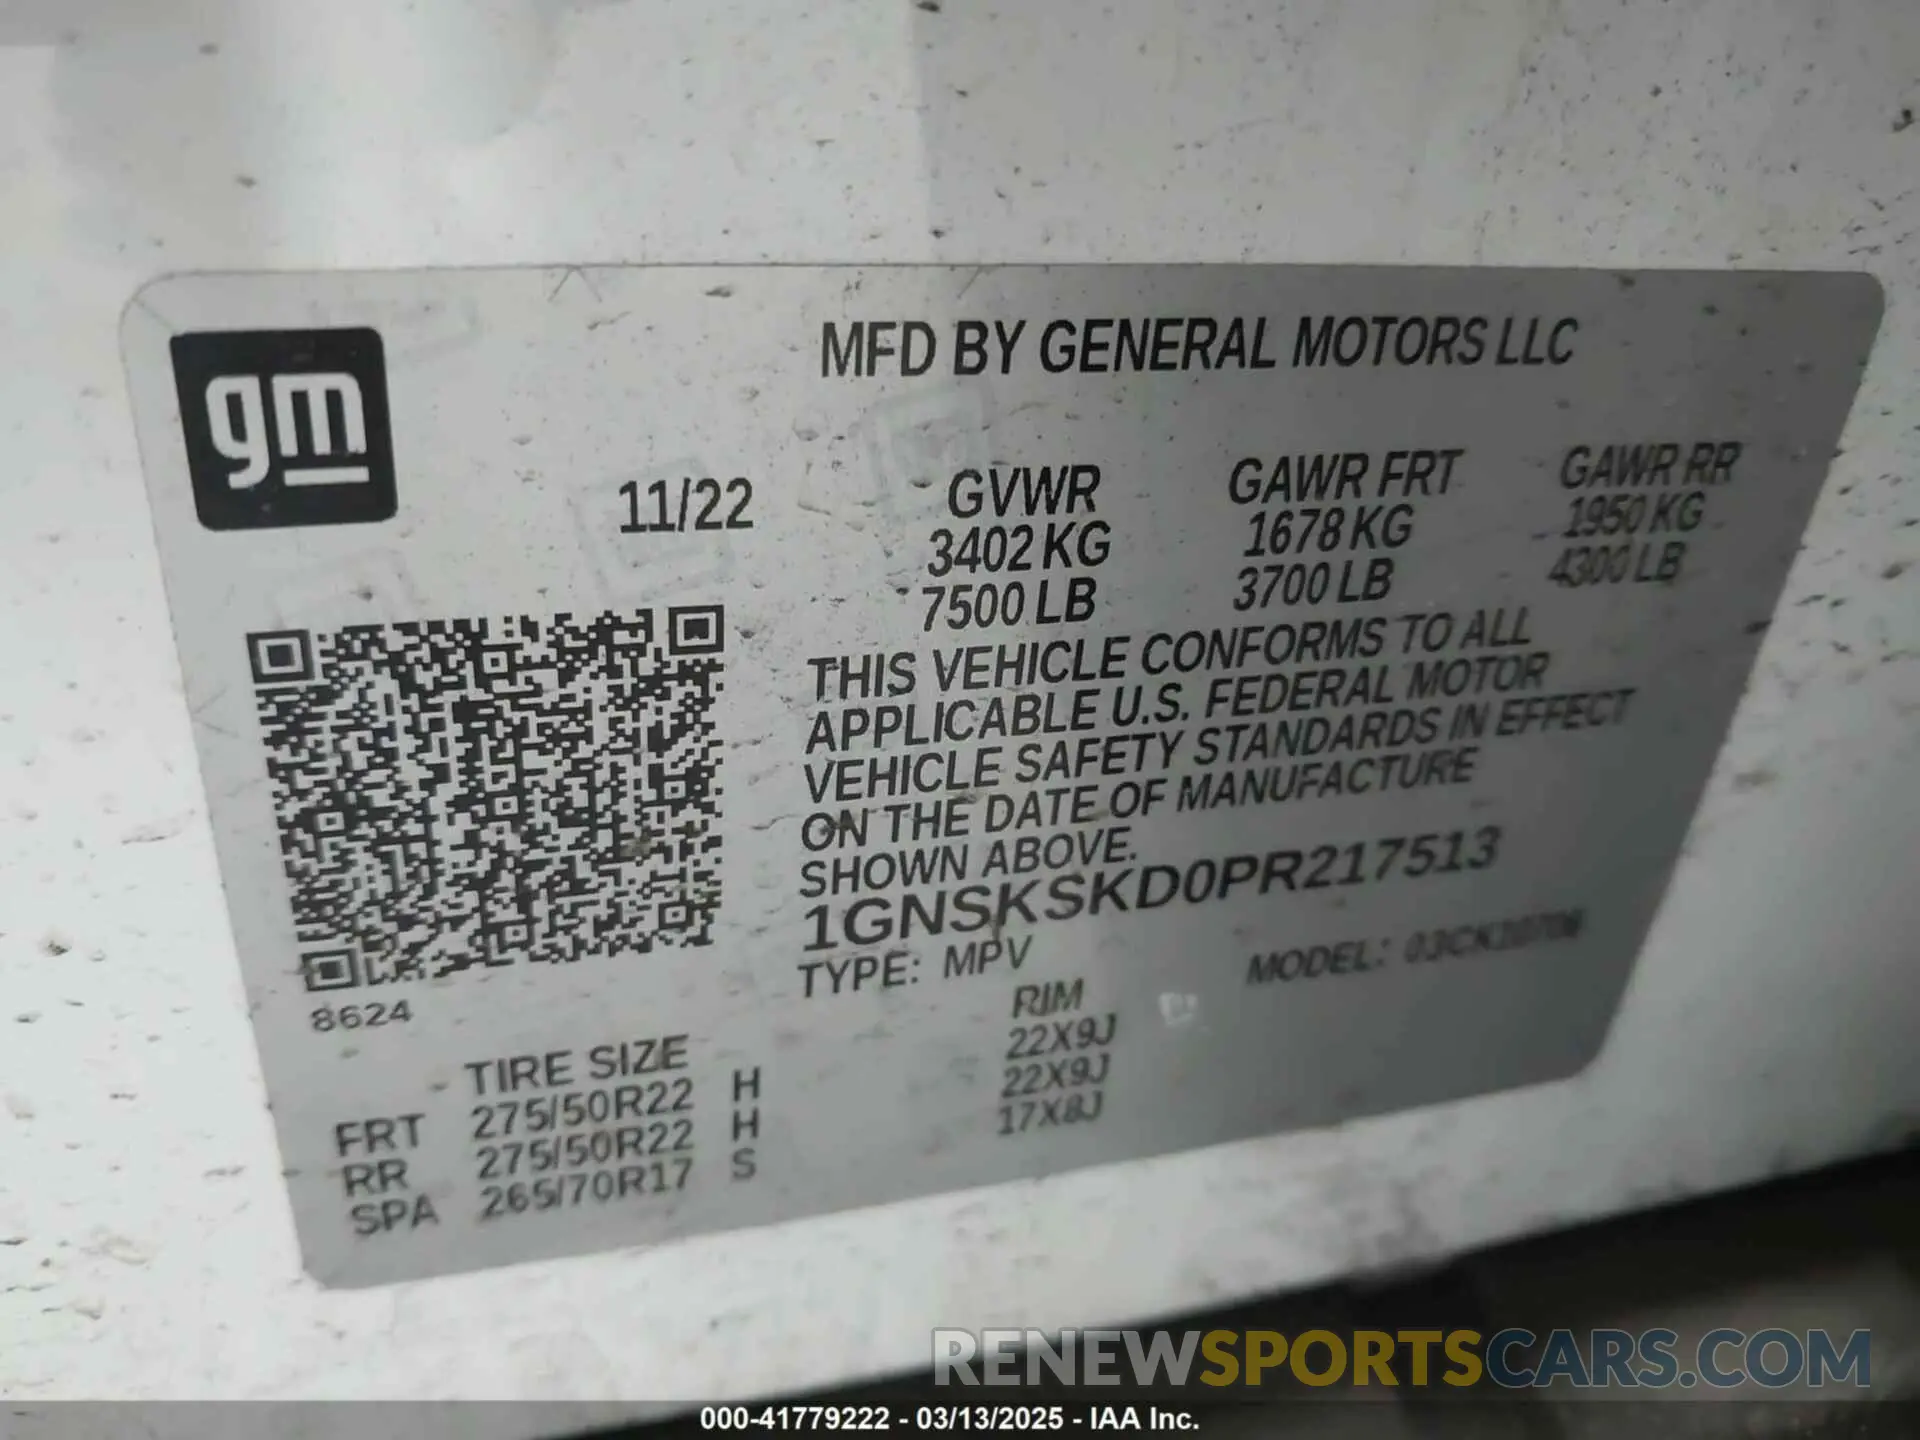 gm
MFD BY GENERAL MOTORS LLC
11/22
GVWR GAWR FRT GAWR RR
3402 KG 1678 KG 1950 KG
7500 LB 3700 LB 4300 LB
THIS VEHICLE CONFORMS TO ALL
APPLICABLE U.S. FEDERAL MOTOR
VEHICLE SAFETY STANDARDS IN EFFECT
ON THE DATE OF MANUFACTURE
SHOWN ABOVE.
1GNSKSKD0PR217513
TYPE: MPV MODEL: 03CK10706
8624
TIRE SIZE RIM
FRT 275/50R22 H 22X9J
RR 275/50R22 H 22X9J
SPA 265/70R17 S 17X8J
RENEWSPORTSCARS.COM
000-41779222 - 03/13/2025 - IAA Inc.